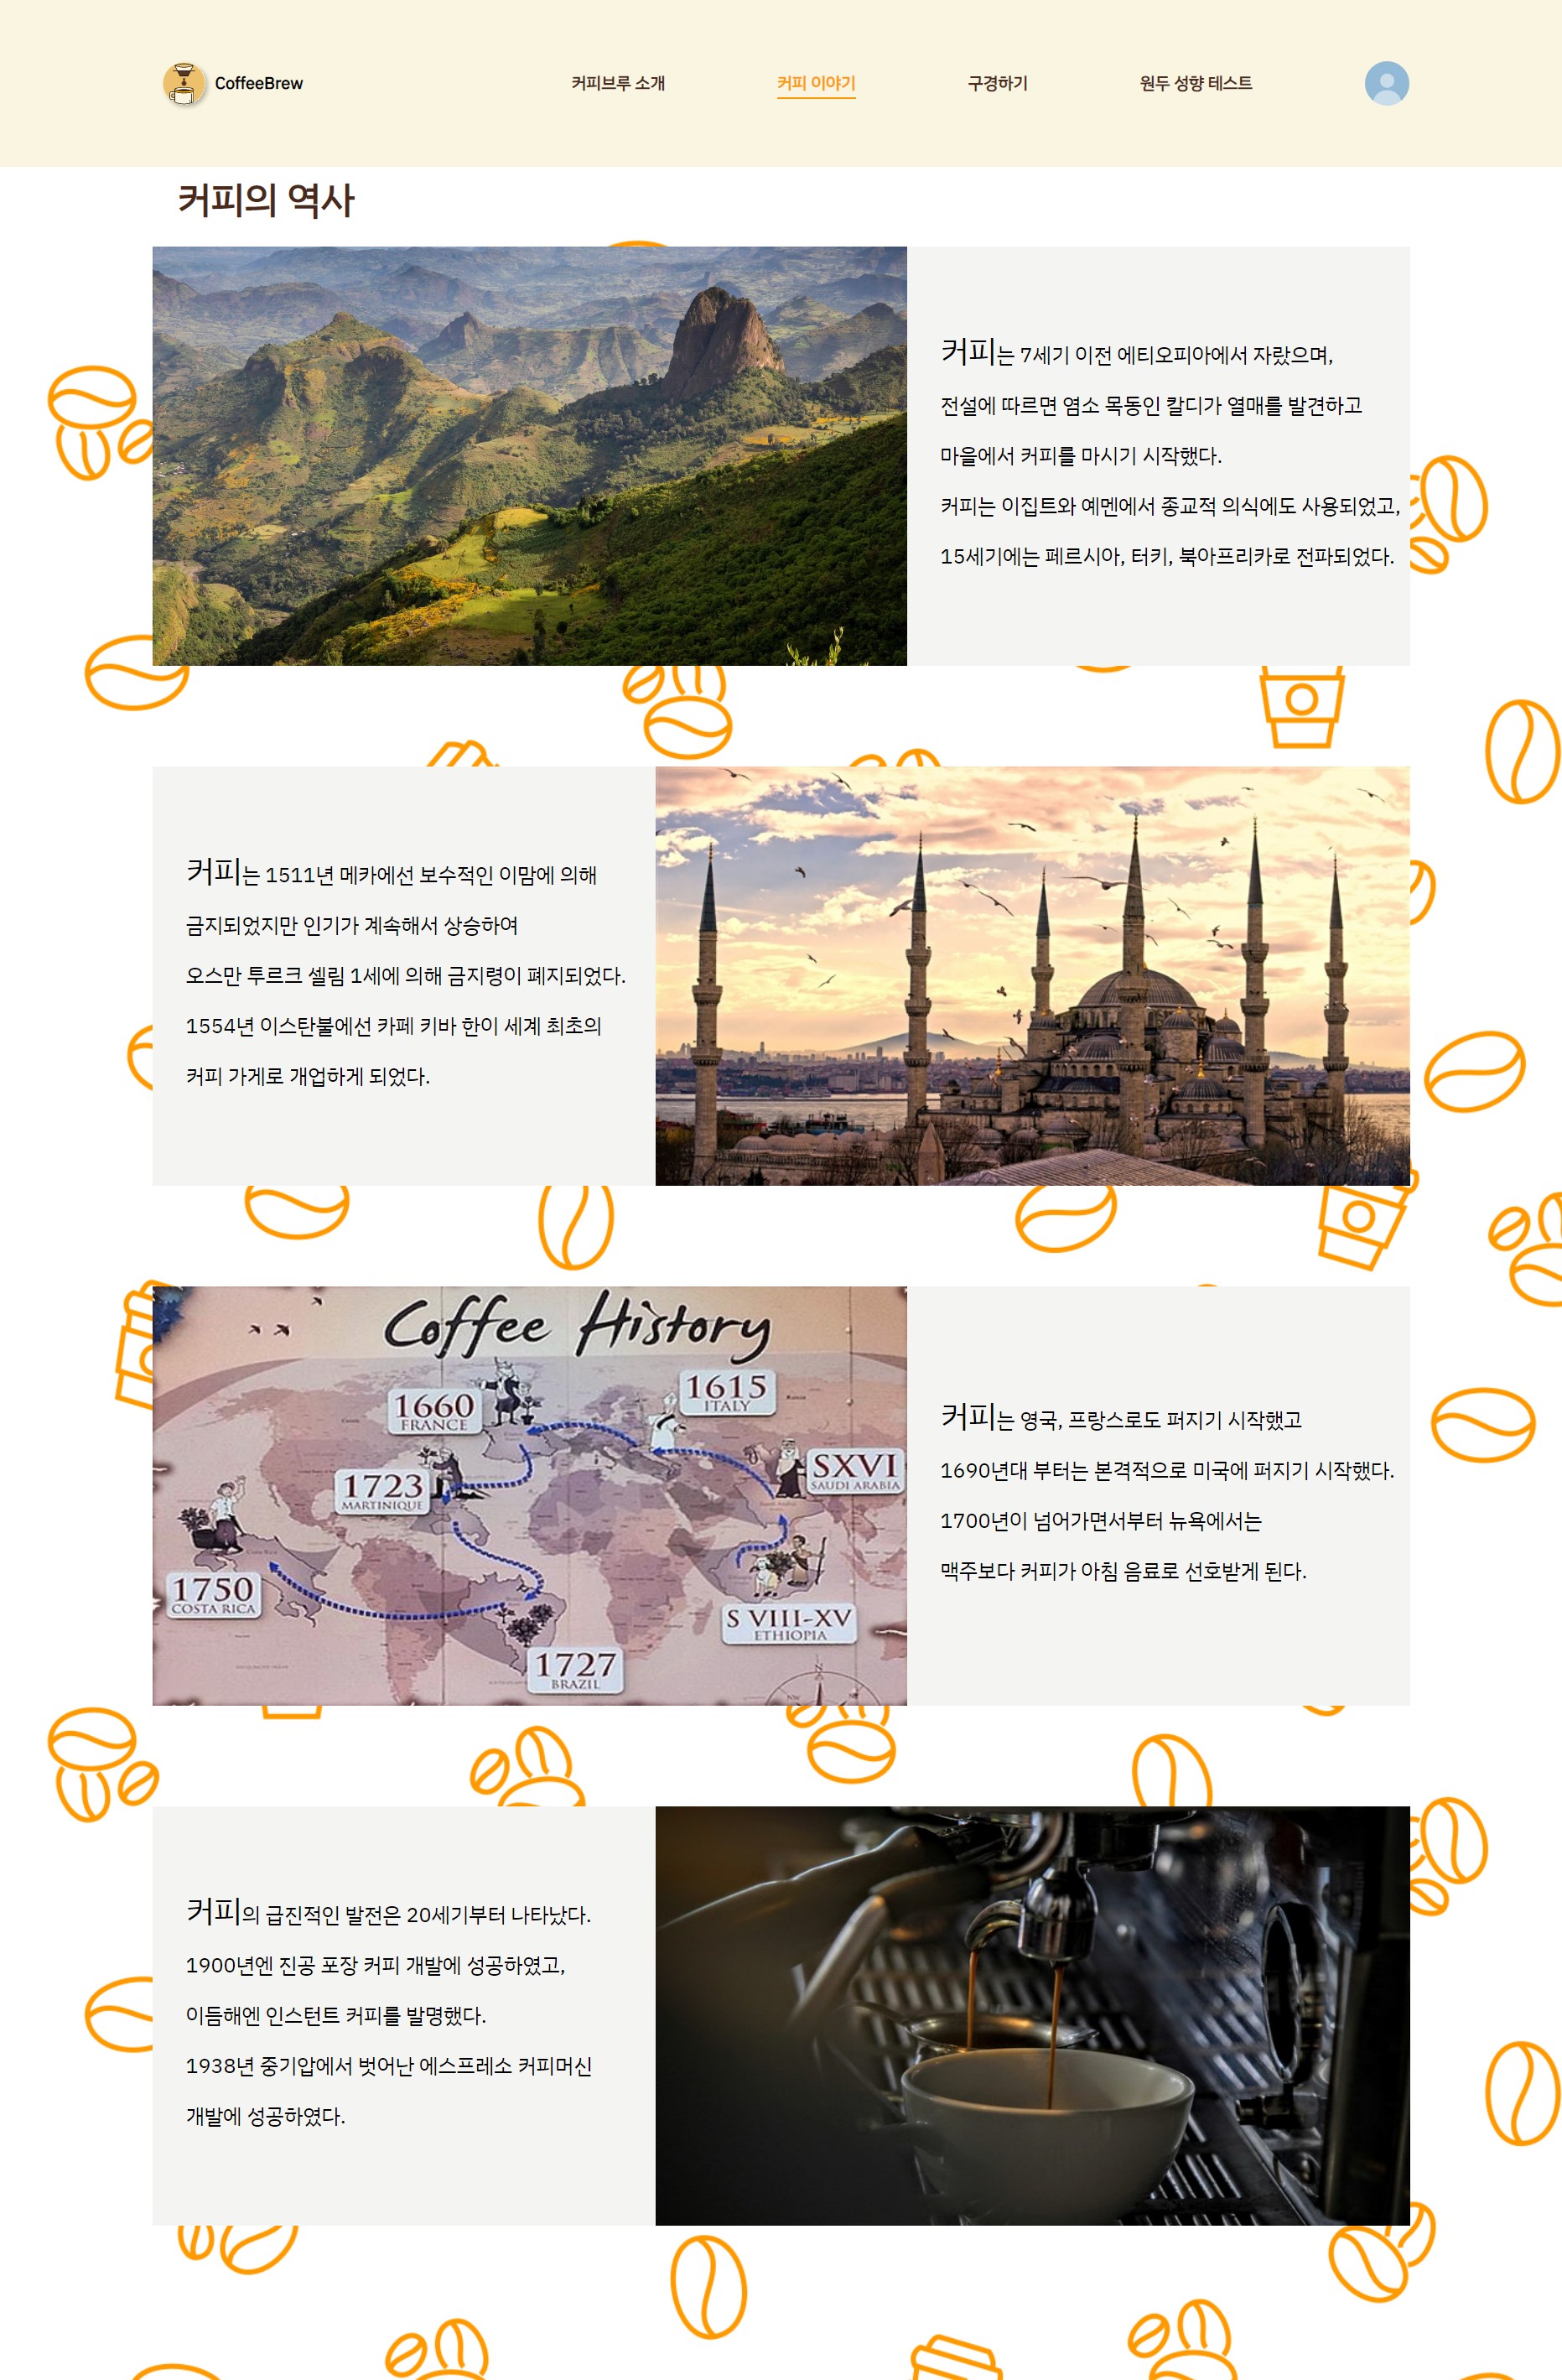 CoffeeBrew
커피브루 소개
커피 이야기
구경하기
원두 성향 테스트
커피의 역사
커피는 7세기 이전 에티오피아에서 자랐으며,
전설에 따르면 염소 목동인 칼디가 열매를 발견하고
마을에서 커피를 마시기 시작했다.
커피는 이집트와 예멘에서 종교적 의식에도 사용되었고,
15세기에는 페르시아, 터키, 북아프리카로 전파되었다.
커피는 1511년 메카에선 보수적인 이맘에 의해
금지되었지만 인기가 계속해서 상승하여
오스만 투르크 셀림 1세에 의해 금지령이 폐지되었다.
1554년 이스탄불에선 카페 키바 한이 세계 최초의
커피 가게로 개업하게 되었다.
Coffee History
1660
FRANCE
1615
ITALY
1723
MARTINIQUE
SXVI
SAUDI ARABIA
1750
COSTA RICA
S VIII-XV
ETHIOPIA
1727
BRAZIL
커피는 영국, 프랑스로도 퍼지기 시작했고
1690년대 부터는 본격적으로 미국에 퍼지기 시작했다.
1700년이 넘어가면서부터 뉴욕에서는
맥주보다 커피가 아침 음료로 선호받게 된다.
커피의 급진적인 발전은 20세기부터 나타났다.
1900년엔 진공 포장 커피 개발에 성공하였고,
이듬해엔 인스턴트 커피를 발명했다.
1938년 중기압에서 벗어난 에스프레소 커피머신
개발에 성공하였다.